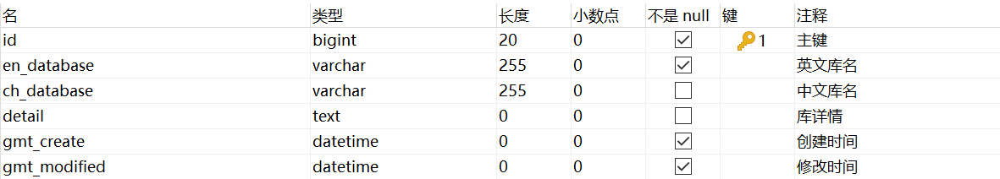 名 类型 长度 小数点 不是 null 键 注释
id bigint 20 0 1 主键
en_database varchar 255 0 英文库名
ch_database varchar 255 0 中文库名
detail text 0 0 库详情
gmt_create datetime 0 0 创建时间
gmt_modified datetime 0 0 修改时间